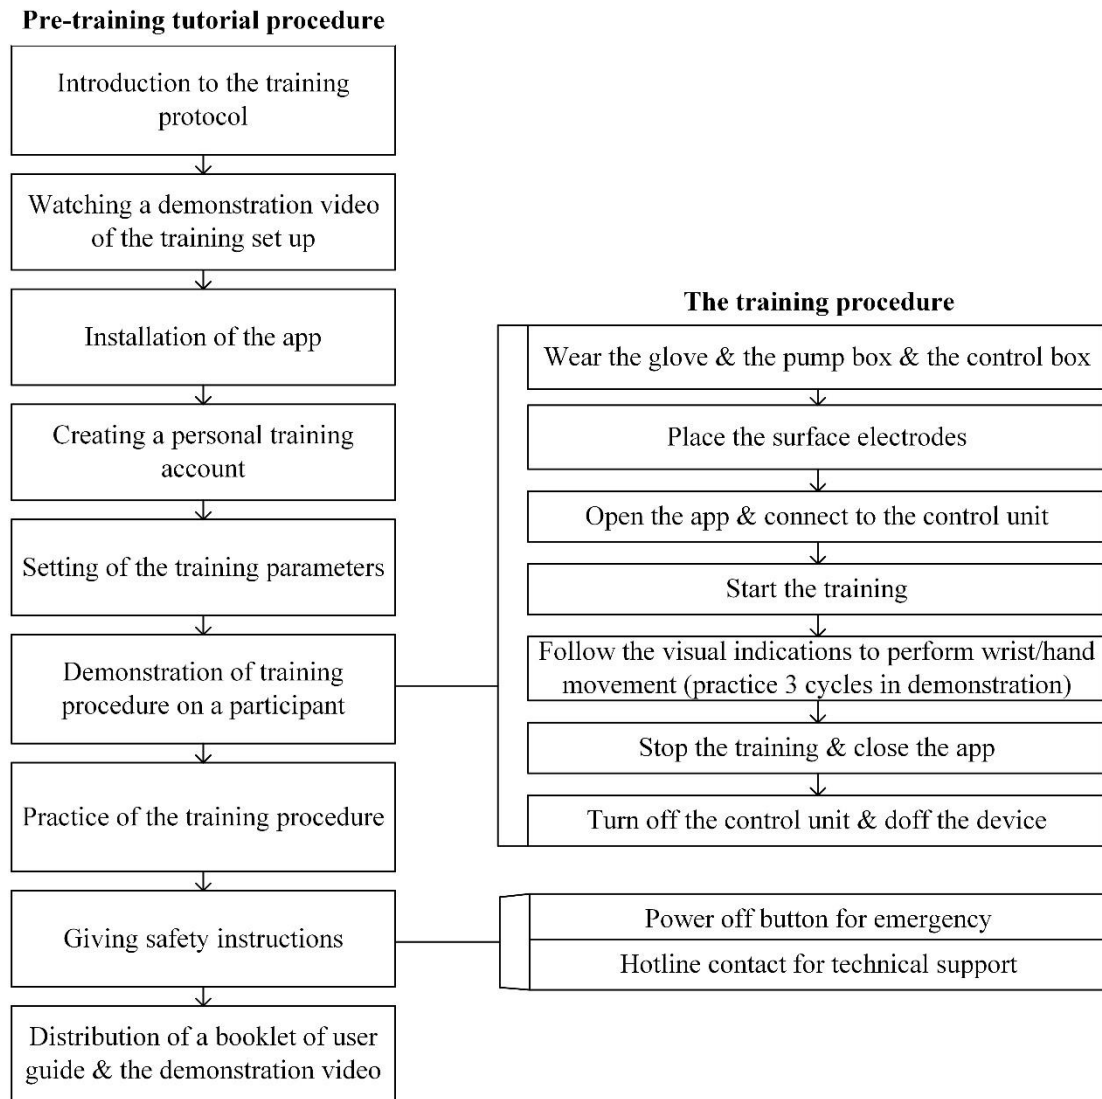 Pre-training tutorial procedure
Introduction to the training
protocol
Watching a demonstration video
of the training set up
Installation of the app
Creating a personal training
account
Setting of the training parameters
Demonstration of training
procedure on a participant
Practice of the training procedure
Giving safety instructions
Distribution of a booklet of user
guide & the demonstration video
The training procedure
Wear the glove & the pump box & the control box
Place the surface electrodes
Open the app & connect to the control unit
Start the training
Follow the visual indications to perform wrist/hand
movement (practice 3 cycles in demonstration)
Stop the training & close the app
Turn off the control unit & doff the device
Power off button for emergency
Hotline contact for technical support